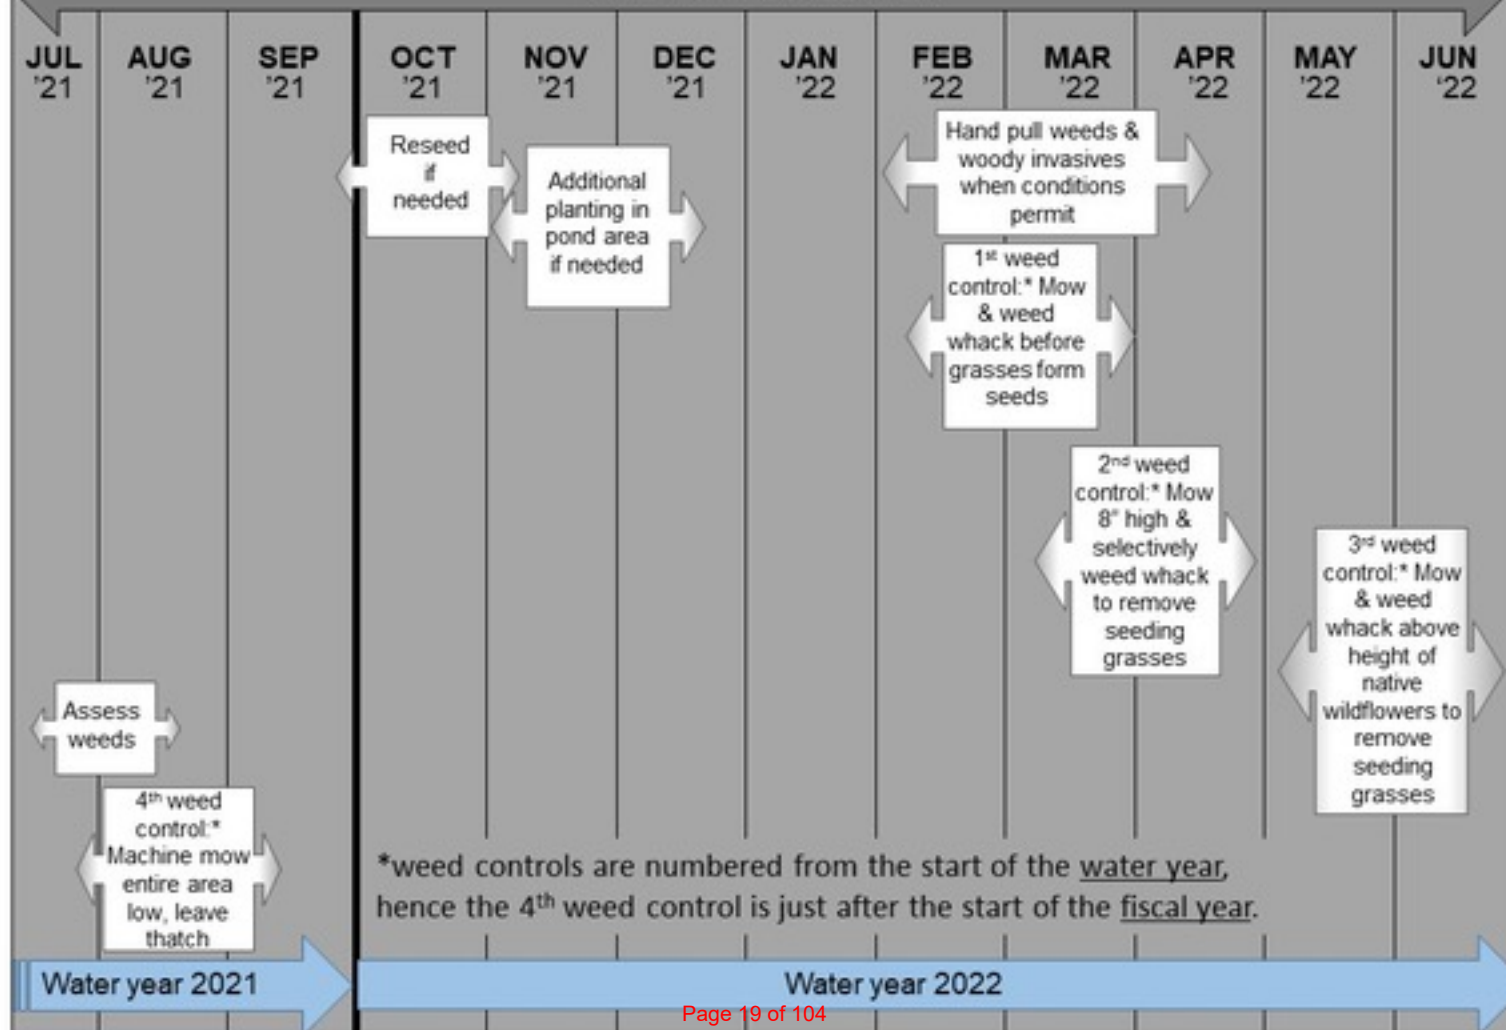 JUL AUG SEP OCT NOV DEC JAN FEB MAR APR MAY JUN
'21 '21 '21 '21 '21 '21 '22 '22 '22 '22 '22 ‘22
Reseed
if
needed
Additional
planting in
pond area
if needed
Hand pull weeds &
woody invasives
when conditions
permit
1st weed
control:* Mow
& weed
whack before
grasses form
seeds
2nd weed
control:* Mow
8" high &
selectively
weed whack
to remove
seeding
grasses
3rd weed
control:* Mow
& weed
whack above
height of
native
wildflowers to
remove
seeding
grasses
Assess
weeds
4th weed
control:*
Machine mow
entire area
low, leave
thatch
*weed controls are numbered from the start of the water year,
hence the 4th weed control is just after the start of the fiscal year.
Water year 2021
Water year 2022
Page 19 of 104